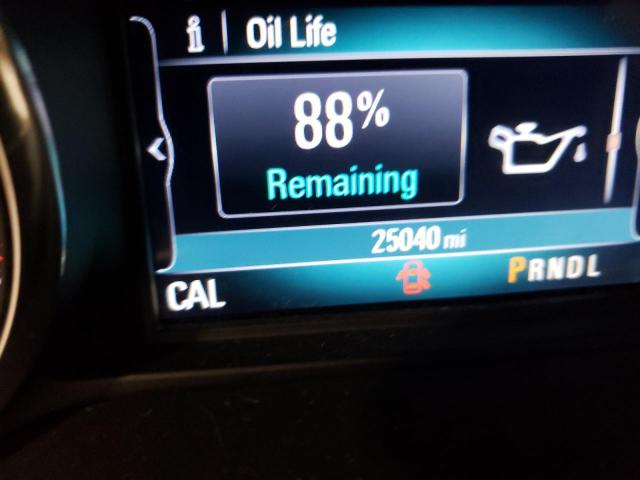 i Oil Life
88%
Remaining
25040 mi
CAL PRNDL